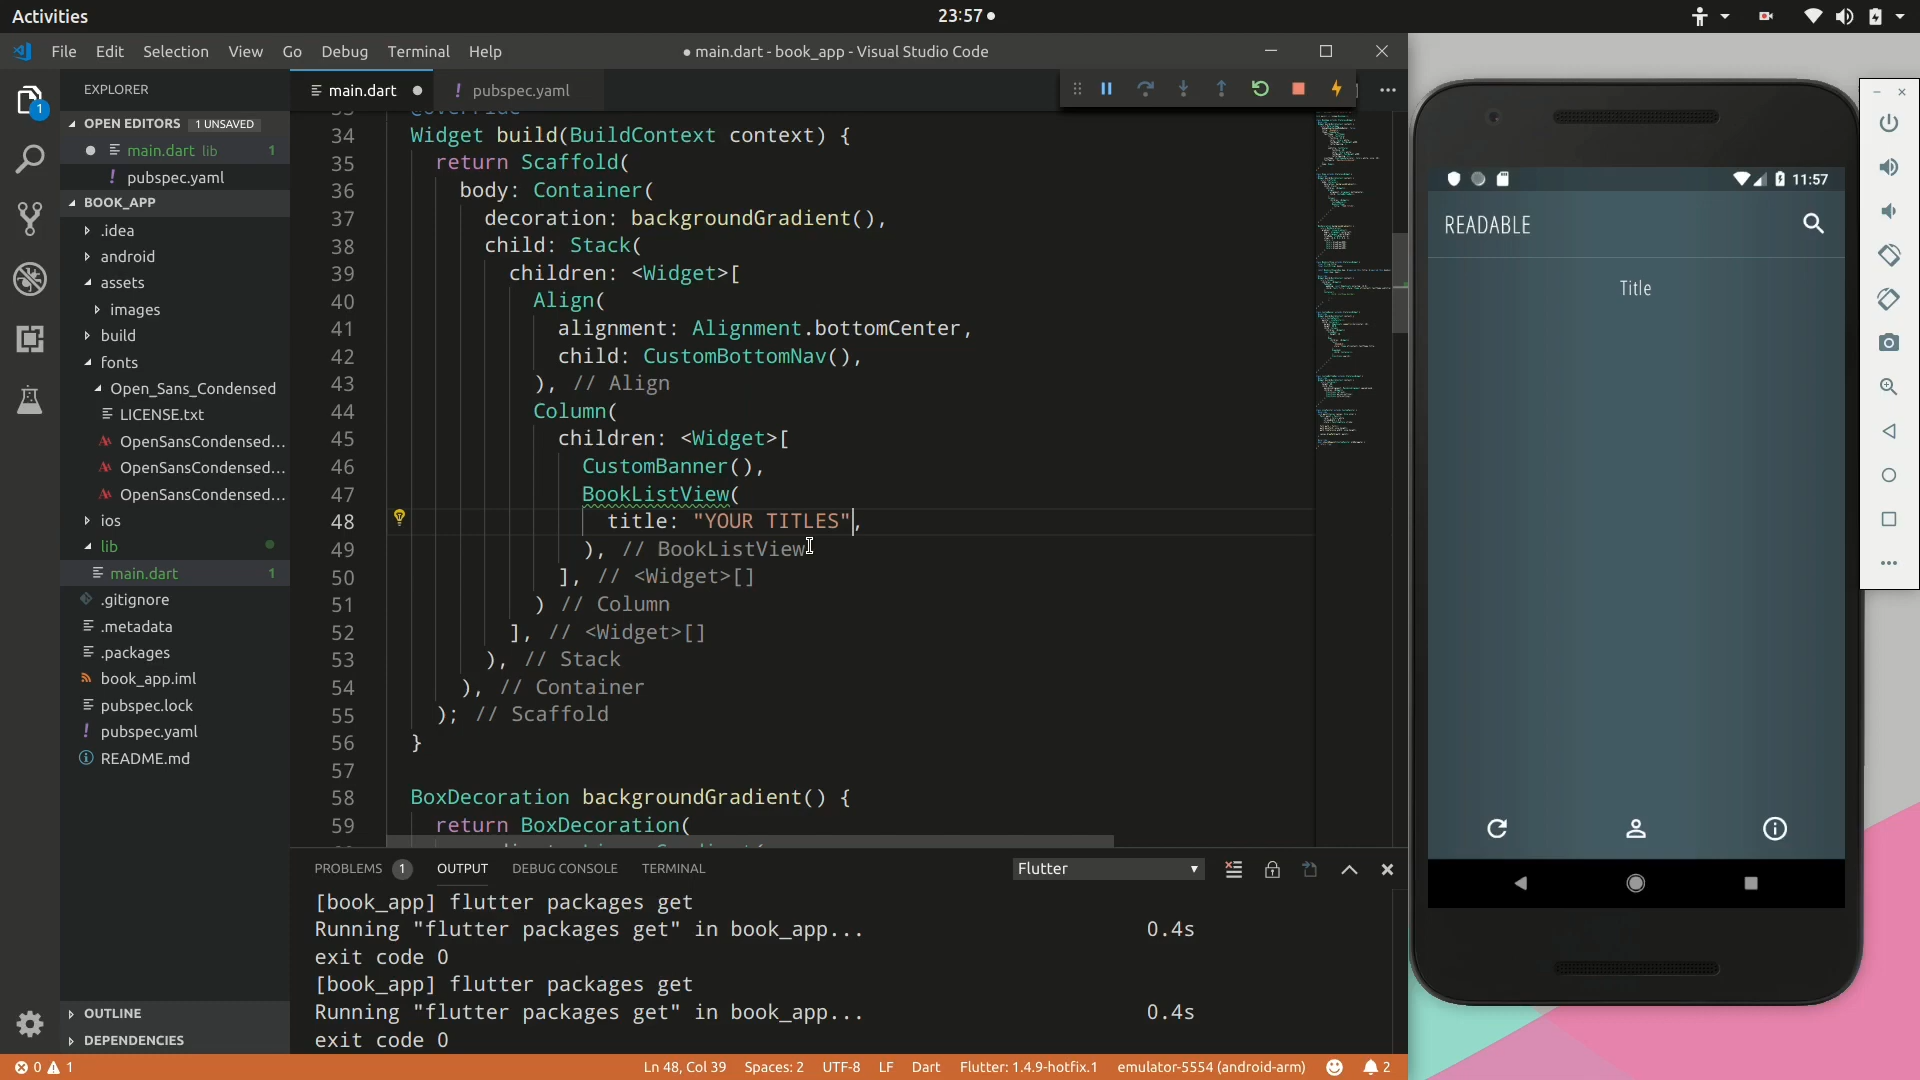 Activities
23:57
File Edit Selection View Go Debug Terminal Help
● main.dart - book_app - Visual Studio Code
EXPLORER
OPEN EDITORS 1 UNSAVED
main.dart lib 1
! pubspec.yaml
BOOK_APP
.idea
android
assets
images
build
fonts
Open_Sans_Condensed
LICENSE.txt
OpenSansCondensed...
OpenSansCondensed...
OpenSansCondensed...
ios
lib
main.dart 1
.gitignore
.metadata
.packages
book_app.iml
pubspec.lock
! pubspec.yaml
README.md
OUTLINE
DEPENDENCIES
main.dart ●
! pubspec.yaml
33 @override
34 Widget build(BuildContext context) {
35 return Scaffold(
36 body: Container(
37 decoration: backgroundGradient(),
38 child: Stack(
39 children: <Widget>[
40 Align(
41 alignment: Alignment.bottomCenter,
42 child: CustomBottomNav(),
43 ), // Align
44 Column(
45 children: <Widget>[
46 CustomBanner(),
47 BookListView(
48 title: "YOUR TITLES",
49 ), // BookListView
50 ], // <Widget>[]
51 ) // Column
52 ], // <Widget>[]
53 ), // Stack
54 ), // Container
55 ); // Scaffold
56 }
57
58 BoxDecoration backgroundGradient() {
59 return BoxDecoration(
PROBLEMS 1 OUTPUT DEBUG CONSOLE TERMINAL Flutter
[book_app] flutter packages get
Running "flutter packages get" in book_app... 0.4s
exit code 0
[book_app] flutter packages get
Running "flutter packages get" in book_app... 0.4s
exit code 0
0 1 Ln 48, Col 39 Spaces: 2 UTF-8 LF Dart Flutter: 1.4.9-hotfix.1 emulator-5554 (android-arm) 2
11:57
READABLE
Title